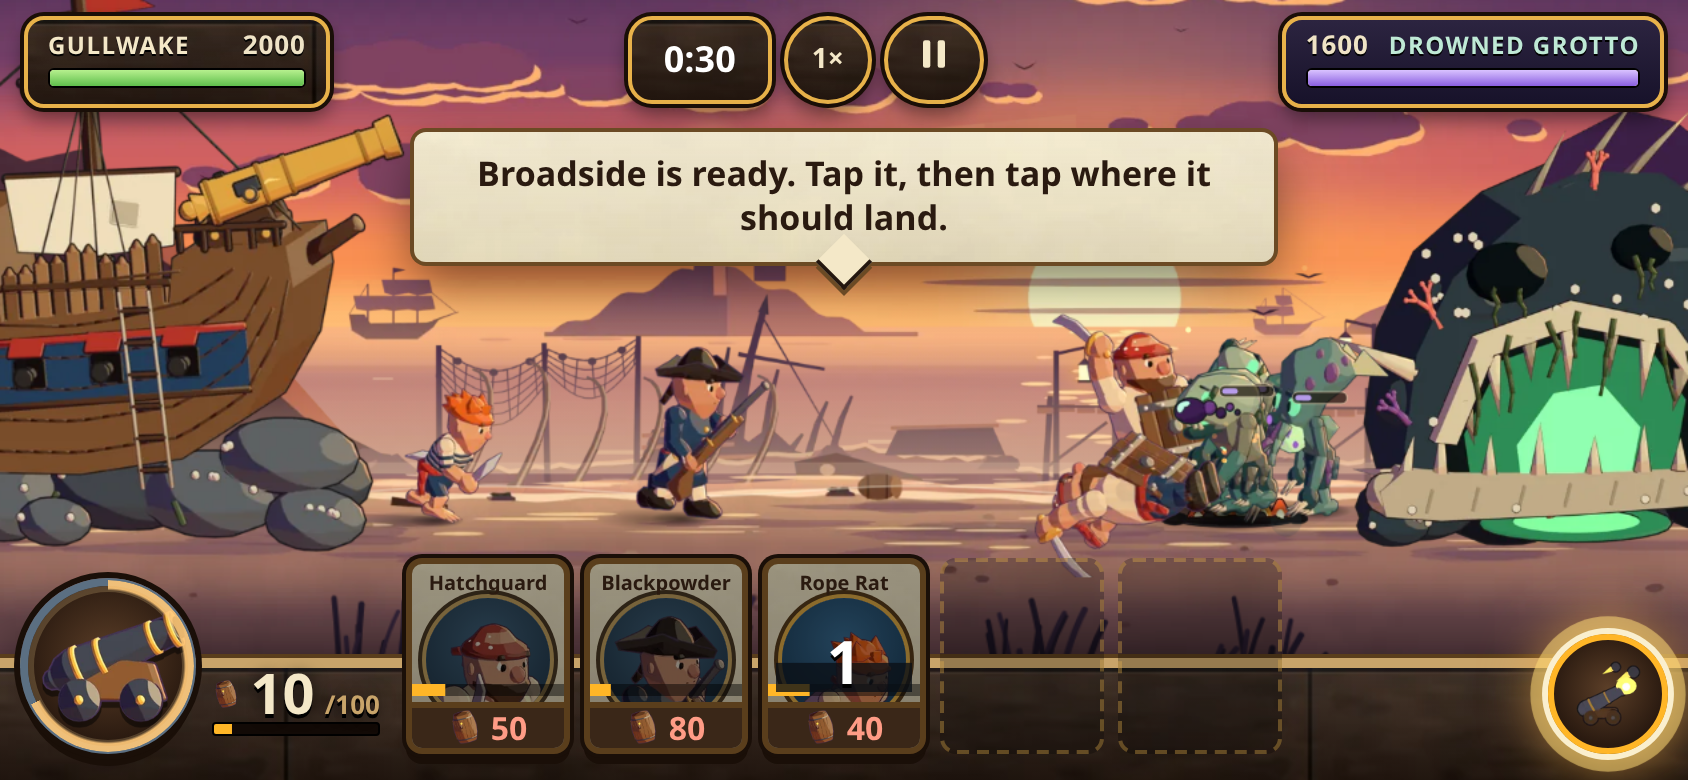 GULLWAKE 2000
0:30
1×
1600 DROWNED GROTTO
Broadside is ready. Tap it, then tap where it
should land.
Hatchguard
Blackpowder
Rope Rat
1
10 /100
50
80
40